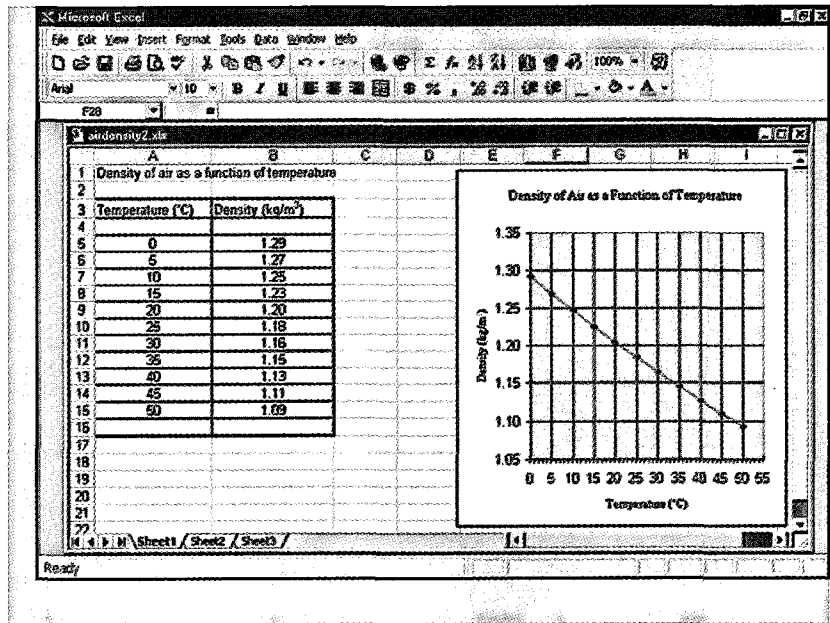 Microsoft Excel
File Edit View Insert Format Tools Data Window Help
100%
Arial 10 B I U $ % ,
F28 =
airdensity2.xls
A B C D E F G H I
1 Density of air as a function of temperature
2
3 Temperature (°C) Density (kg/m³)
4
5 0 1.29
6 5 1.27
7 10 1.25
8 15 1.23
9 20 1.20
10 25 1.18
11 30 1.16
12 35 1.15
13 40 1.13
14 45 1.11
15 50 1.09
16
17
18
19
20
21
22
Density of Air as a Function of Temperature
1.35
1.30
1.25
1.20
1.15
1.10
1.05
Density (kg/m³)
0 5 10 15 20 25 30 35 40 45 50 55
Temperature (°C)
Sheet1 Sheet2 Sheet3
Ready